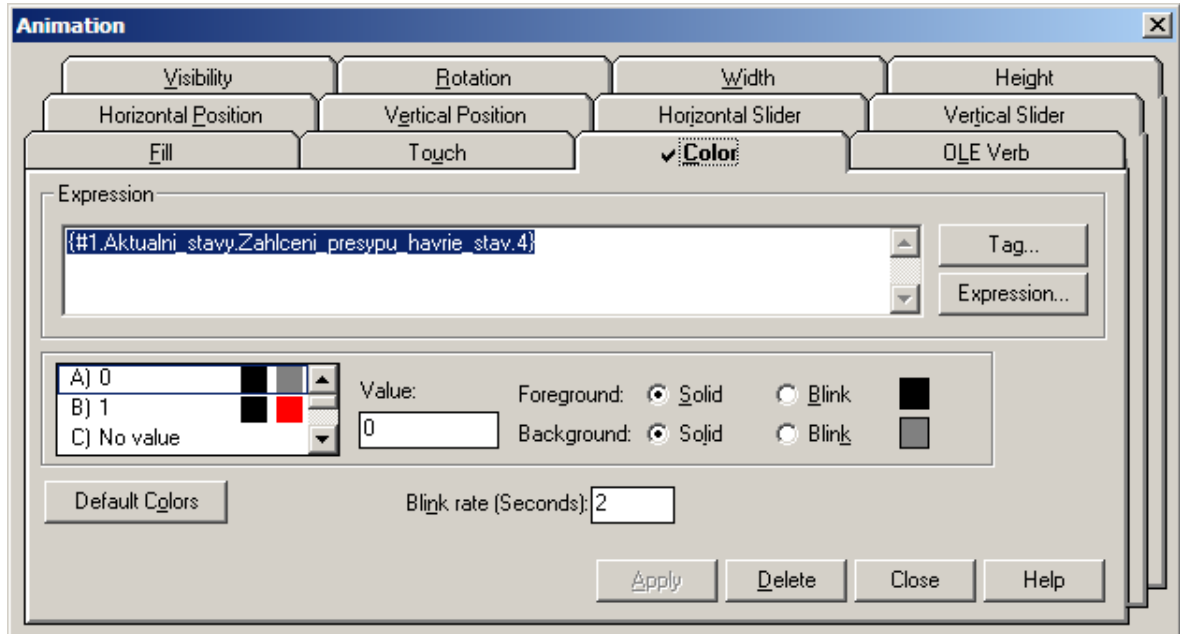 Animation
Visibility Rotation Width Height
Horizontal Position Vertical Position Horizontal Slider Vertical Slider
Fill Touch Color OLE Verb
Expression
{#1.Aktualni_stavy.Zahlceni_presypu_havrie_stav.4}
Tag...
Expression...
A) 0
B) 1
C) No value
Value:
0
Foreground: Solid Blink
Background: Solid Blink
Default Colors
Blink rate (Seconds): 2
Apply Delete Close Help